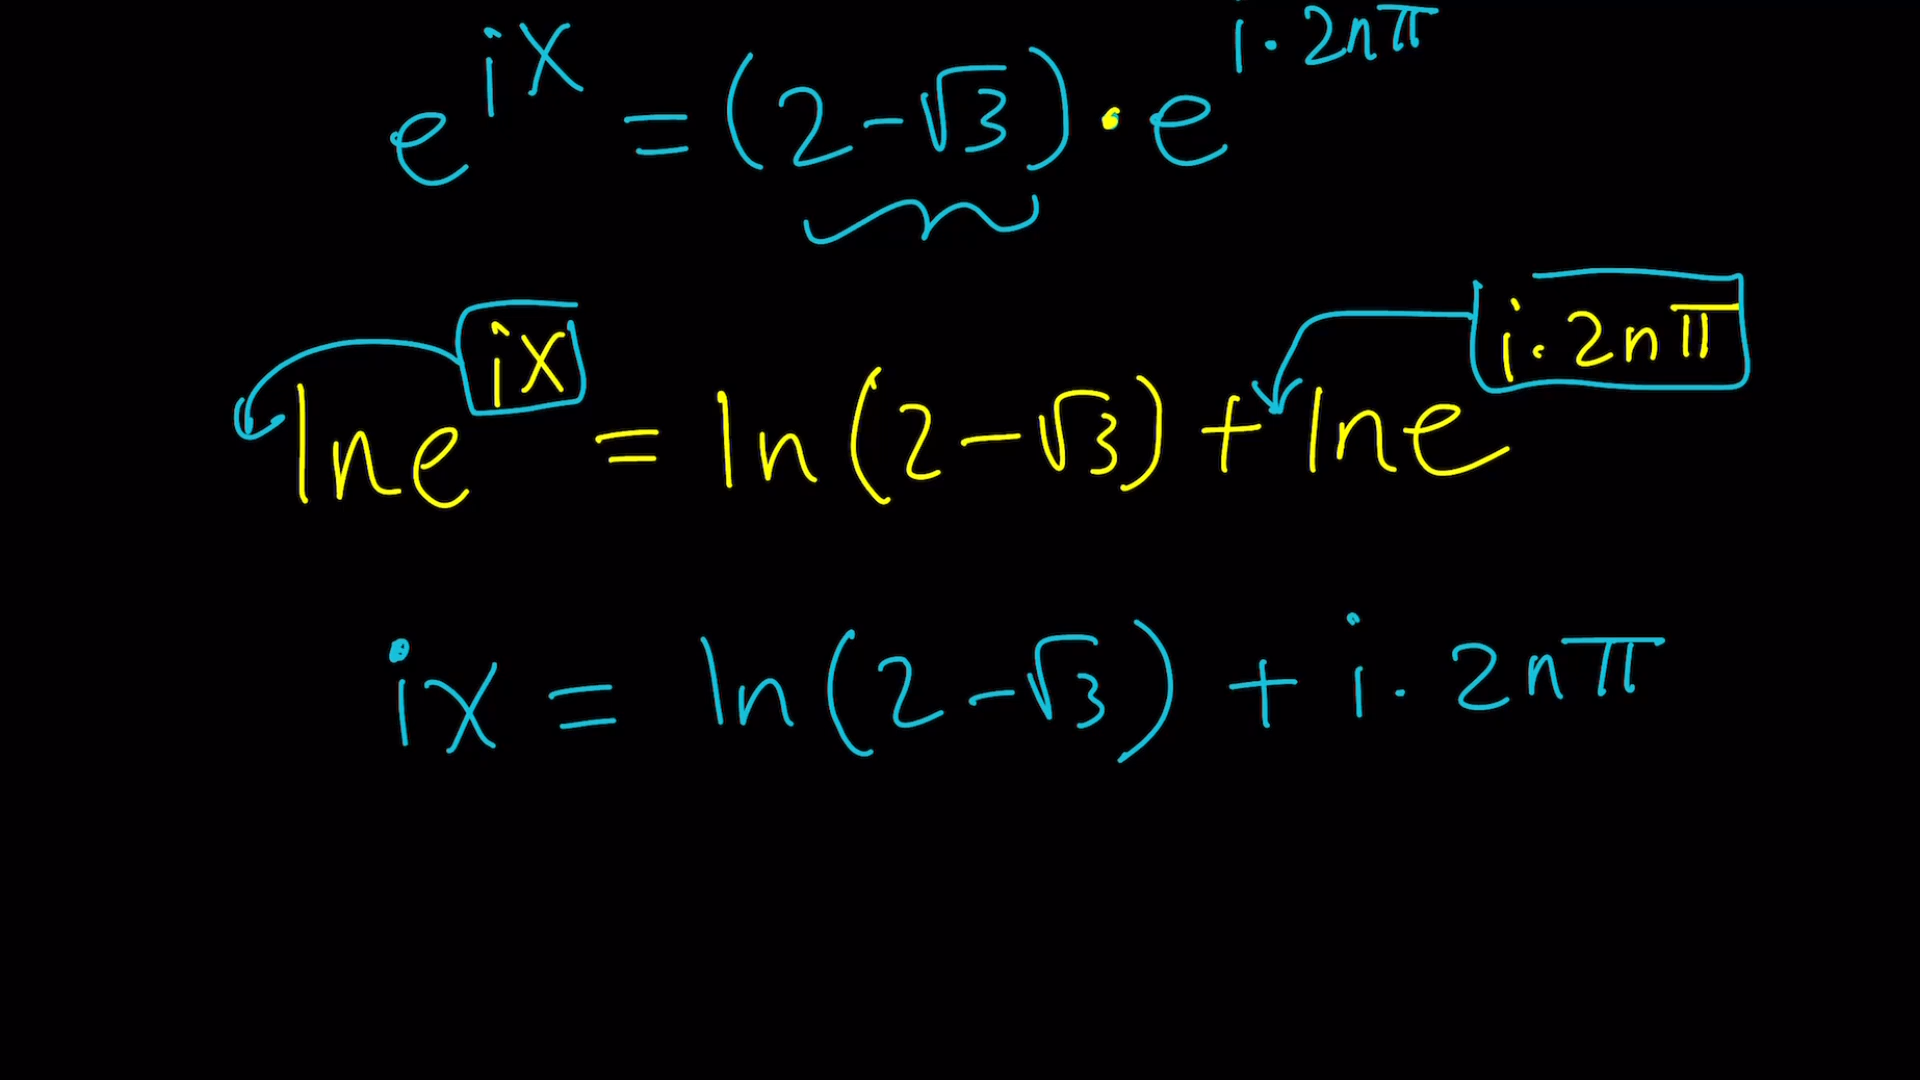 e^{ix} = (2-√3) · e^{i·2nπ}
ln e^{ix} = ln(2-√3) + ln e^{i·2nπ}
ix = ln(2-√3) + i·2nπ